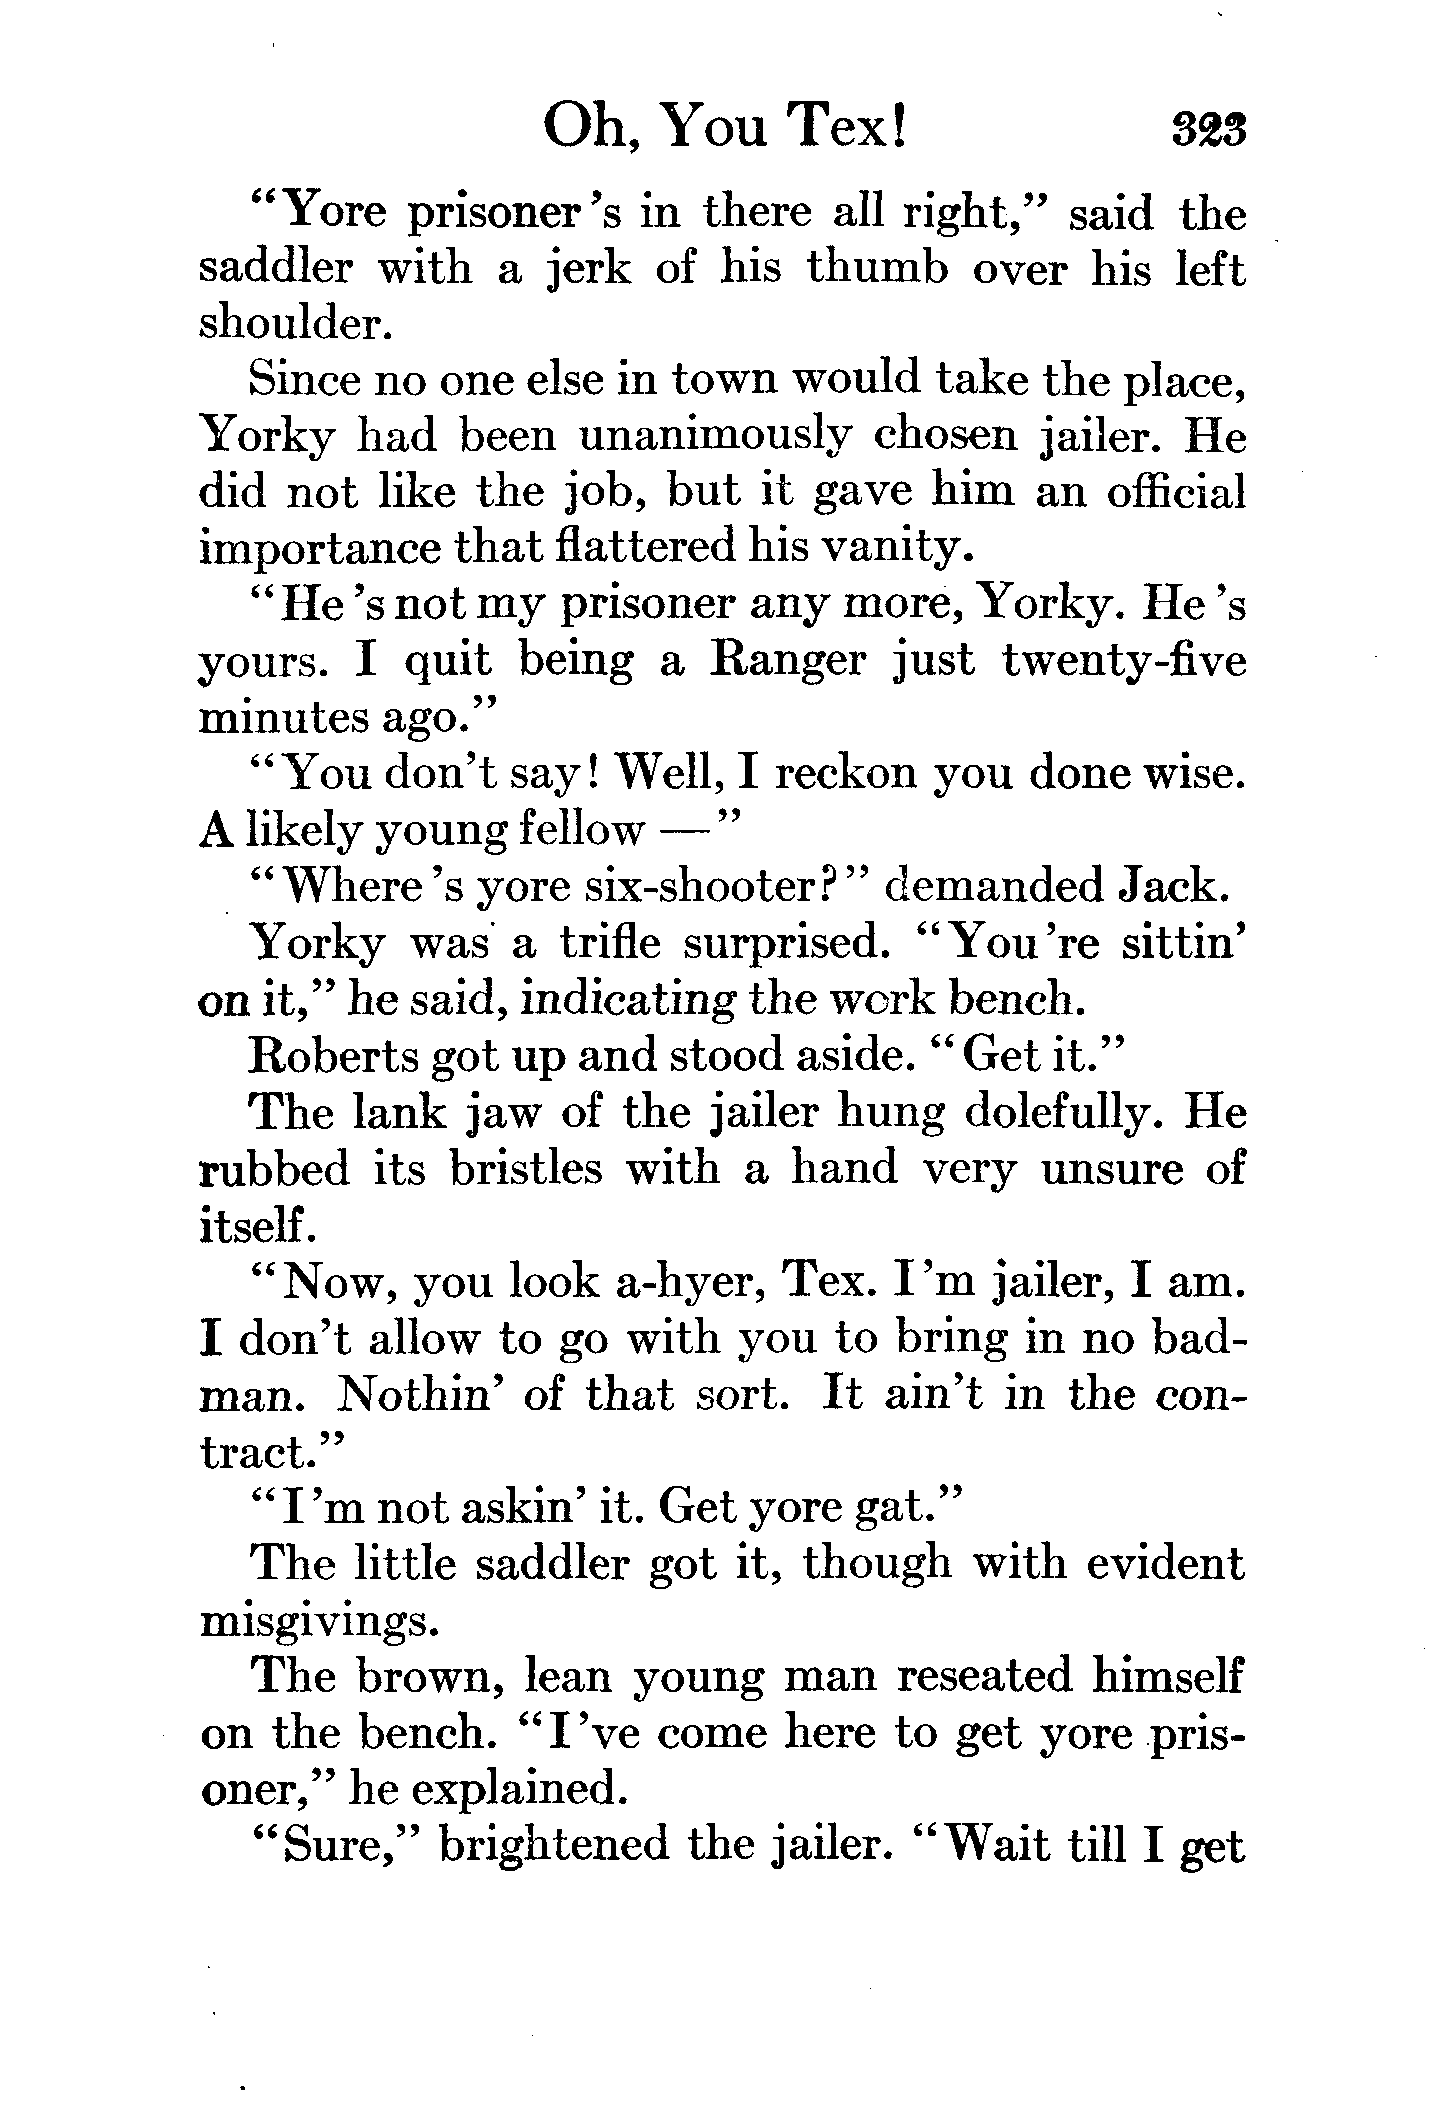 Oh, You Tex! 323
"Yore prisoner's in there all right," said the
saddler with a jerk of his thumb over his left
shoulder.
Since no one else in town would take the place,
Yorky had been unanimously chosen jailer. He
did not like the job, but it gave him an official
importance that flattered his vanity.
"He's not my prisoner any more, Yorky. He's
yours. I quit being a Ranger just twenty-five
minutes ago."
"You don't say! Well, I reckon you done wise.
A likely young fellow —"
"Where's yore six-shooter?" demanded Jack.
Yorky was a trifle surprised. "You're sittin'
on it," he said, indicating the work bench.
Roberts got up and stood aside. "Get it."
The lank jaw of the jailer hung dolefully. He
rubbed its bristles with a hand very unsure of
itself.
"Now, you look a-hyer, Tex. I'm jailer, I am.
I don't allow to go with you to bring in no bad-
man. Nothin' of that sort. It ain't in the con-
tract."
"I'm not askin' it. Get yore gat."
The little saddler got it, though with evident
misgivings.
The brown, lean young man reseated himself
on the bench. "I've come here to get yore pris-
oner," he explained.
"Sure," brightened the jailer. "Wait till I get